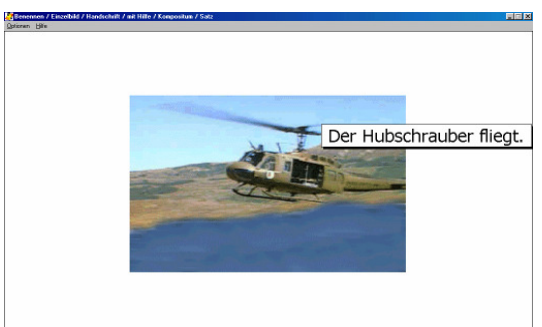 Benennen / Einzelbild / Handschrift / mit Hilfe / Kompositum / Satz
Optionen Hilfe
Der Hubschrauber fliegt.